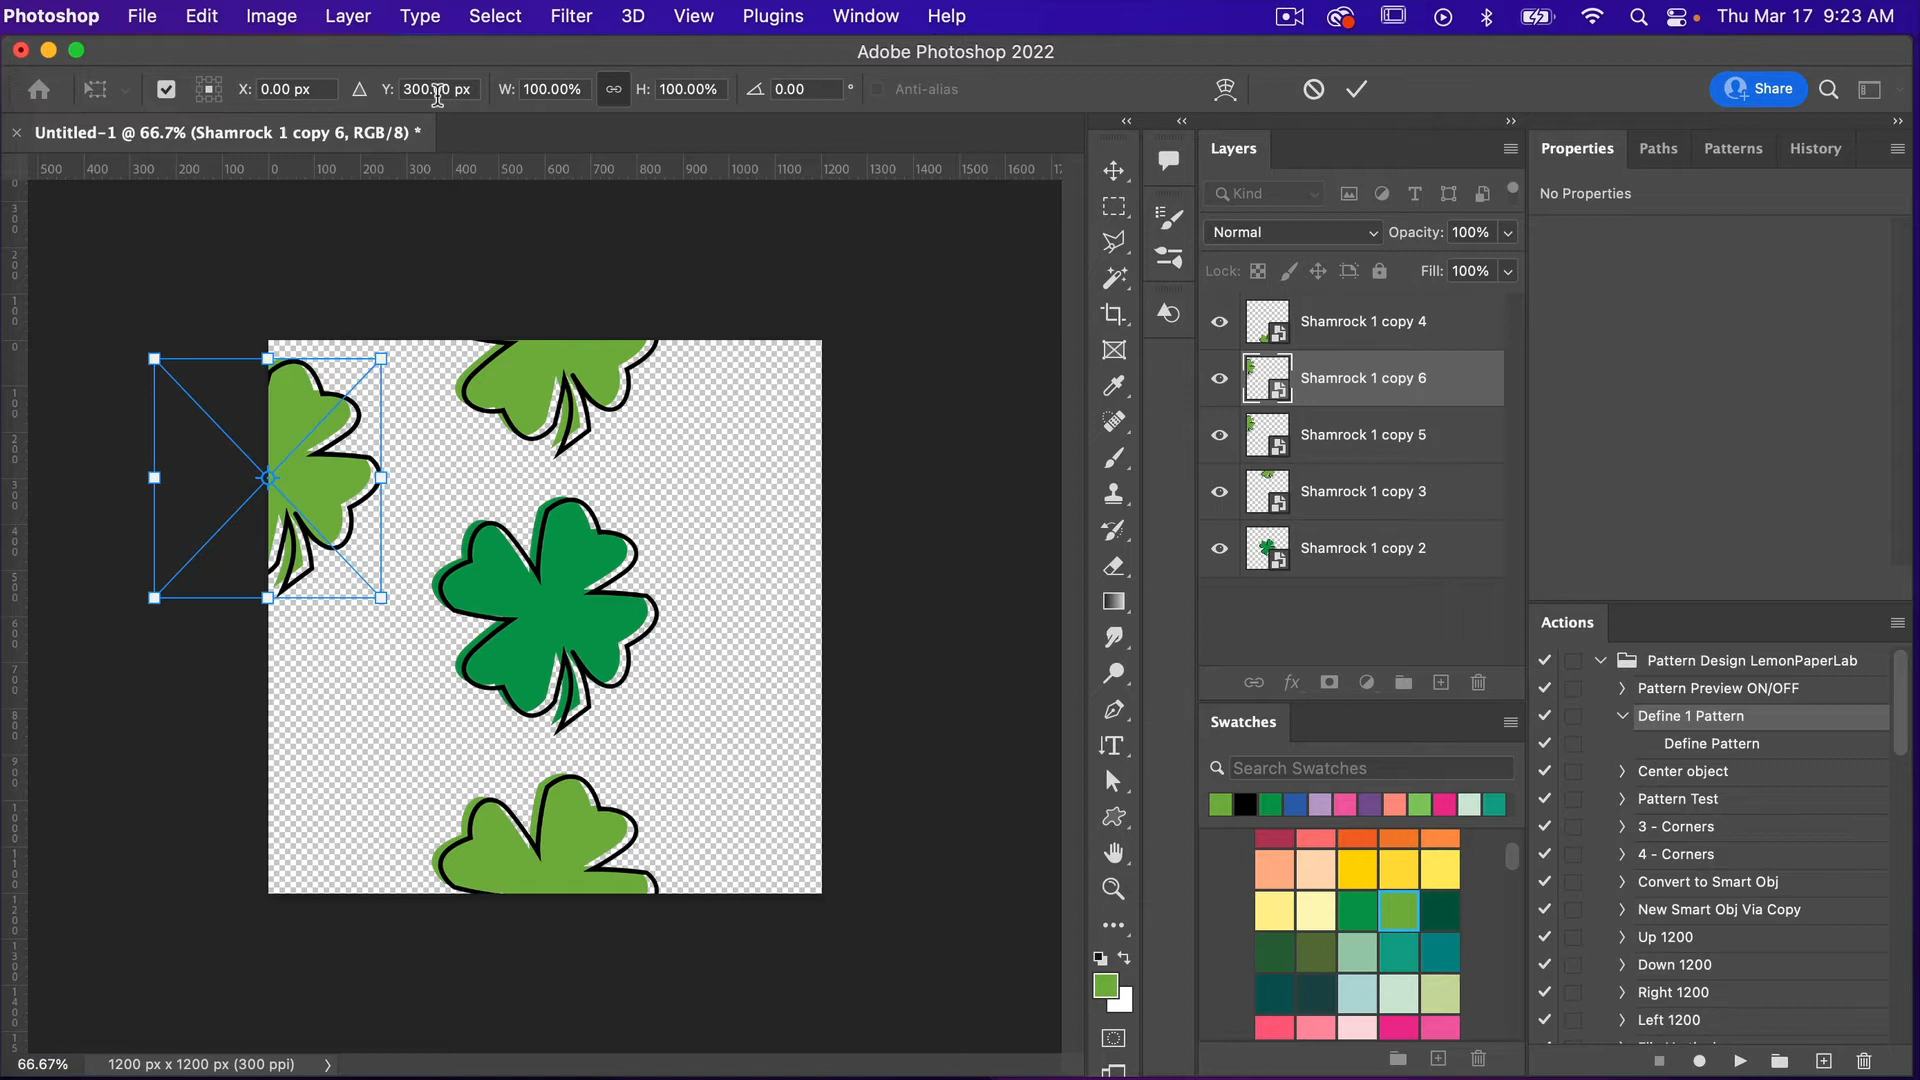 Photoshop File Edit Image Layer Type Select Filter 3D View Plugins Window Help Thu Mar 17 9:23 AM
Adobe Photoshop 2022
X: 0.00 px Y: px W: 100.00% H: 100.00% 0.00 ° Anti-alias Share
Untitled-1 @ 66.7% (Shamrock 1 copy 6, RGB/8) *
500 400 300 200 100 0 100 200 300 400 500 600 700 800 900 1000 1100 1200 1300 1400 1500 1600
Layers
Kind
Normal Opacity: 100%
Lock: Fill: 100%
Shamrock 1 copy 4
Shamrock 1 copy 6
Shamrock 1 copy 5
Shamrock 1 copy 3
Shamrock 1 copy 2
Swatches
Search Swatches
Properties Paths Patterns History
No Properties
Actions
Pattern Design LemonPaperLab
Pattern Preview ON/OFF
Define 1 Pattern
Define Pattern
Center object
Pattern Test
3 - Corners
4 - Corners
Convert to Smart Obj
New Smart Obj Via Copy
Up 1200
Down 1200
Right 1200
Left 1200
66.67% 1200 px x 1200 px (300 ppi)